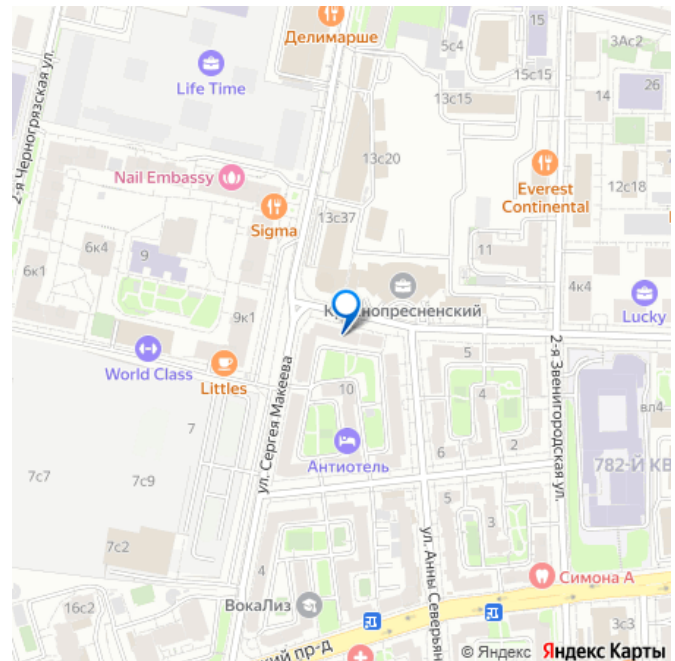 Делимарше
15
5с4
3Ас2
Life Time
15с15
26
14
13с15
2-я Черногрязская ул.
13с20
Nail Embassy
Everest
Continental
12с18
13с37
Sigma
6к4
9
11
6к1
4к4
Краснопресненский
Lucky
9к1
World Class
Littles
5
2-я Звенигородская ул.
ул. Сергея Макеева
10
4
вл4
7
2
Антиотель
6
782-Й КВ
7с7
7с9
5
3
7с2
ул. Анны Северьян
4
Симона А
16с2
ВокаЛиз
3с3
кий пр-д
© Яндекс Яндекс Карты